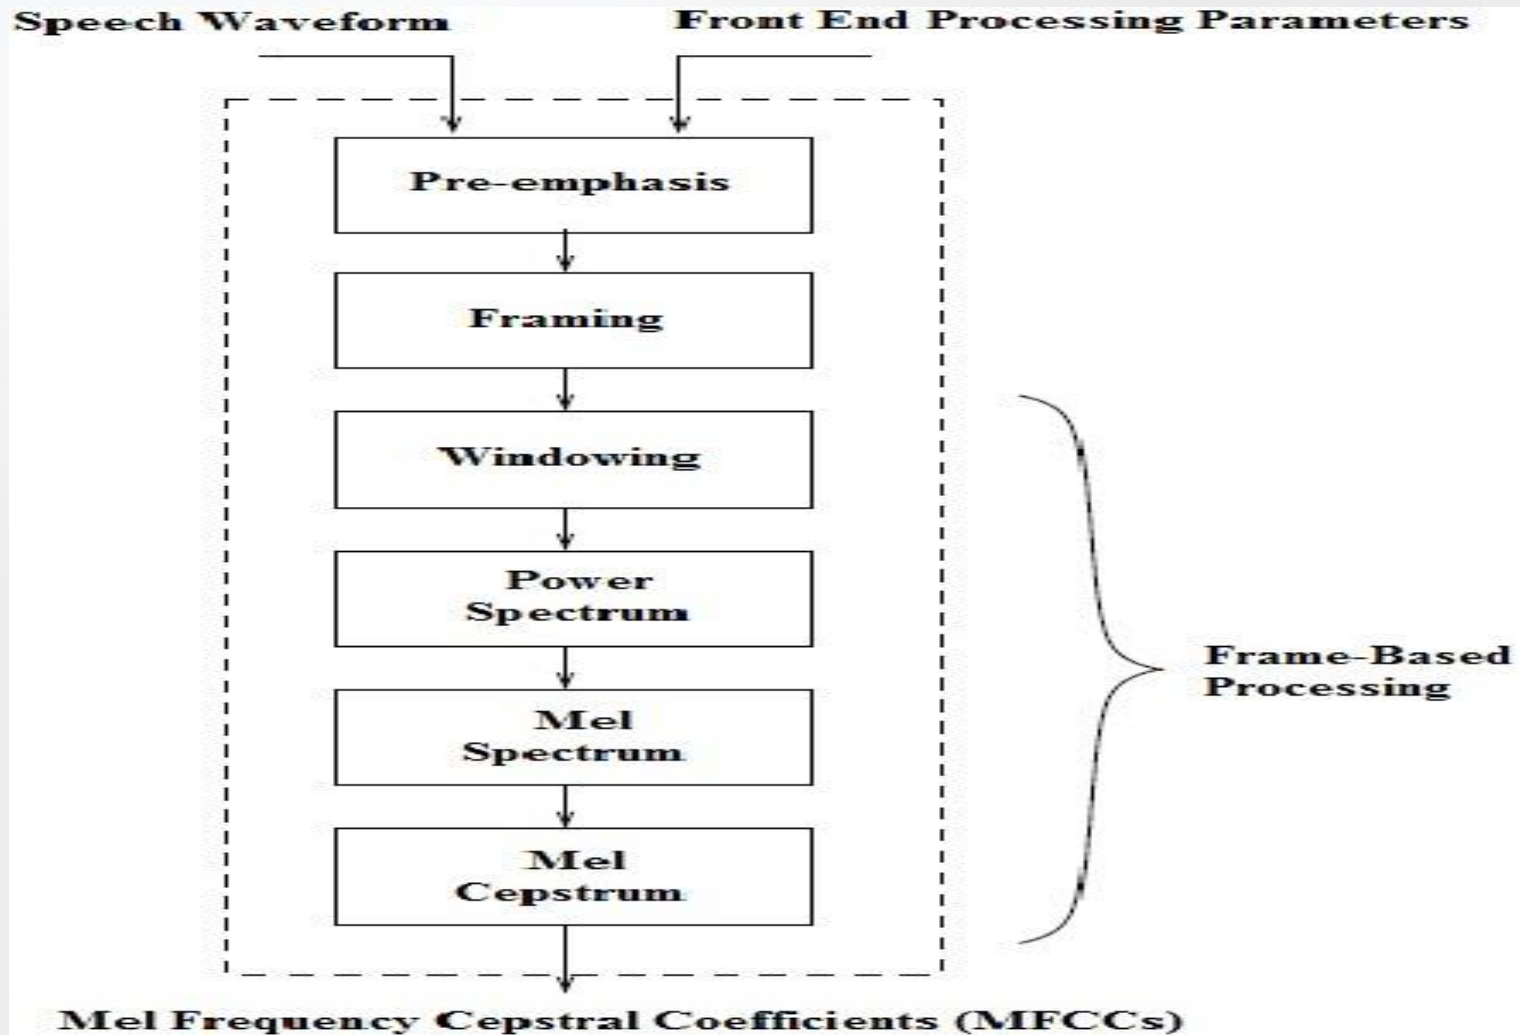 Speech Waveform
Front End Processing Parameters
Pre-emphasis
Framing
Windowing
Power
Spectrum
Mel
Spectrum
Mel
Cepstrum
Frame-Based
Processing
Mel Frequency Cepstral Coefficients (MFCCs)